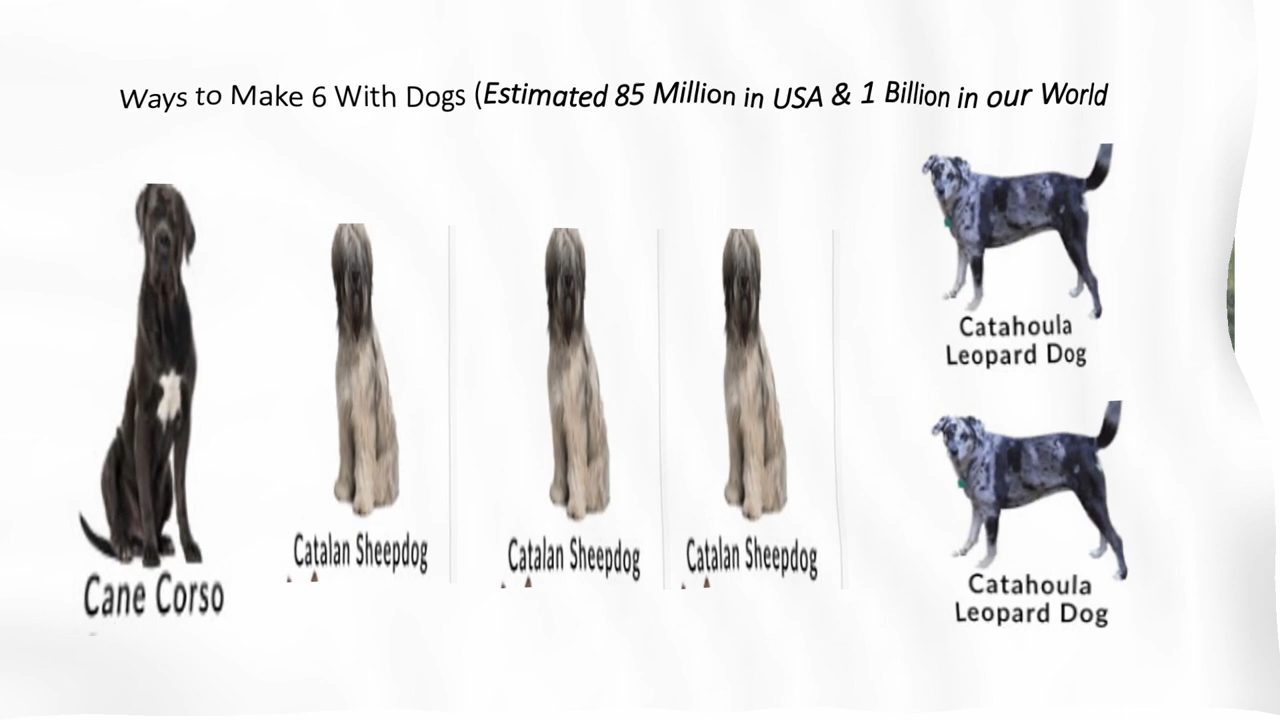 Ways to Make 6 With Dogs (Estimated 85 Million in USA & 1 Billion in our World
Cane Corso
Catalan Sheepdog
Catalan Sheepdog
Catalan Sheepdog
Catahoula
Leopard Dog
Catahoula
Leopard Dog